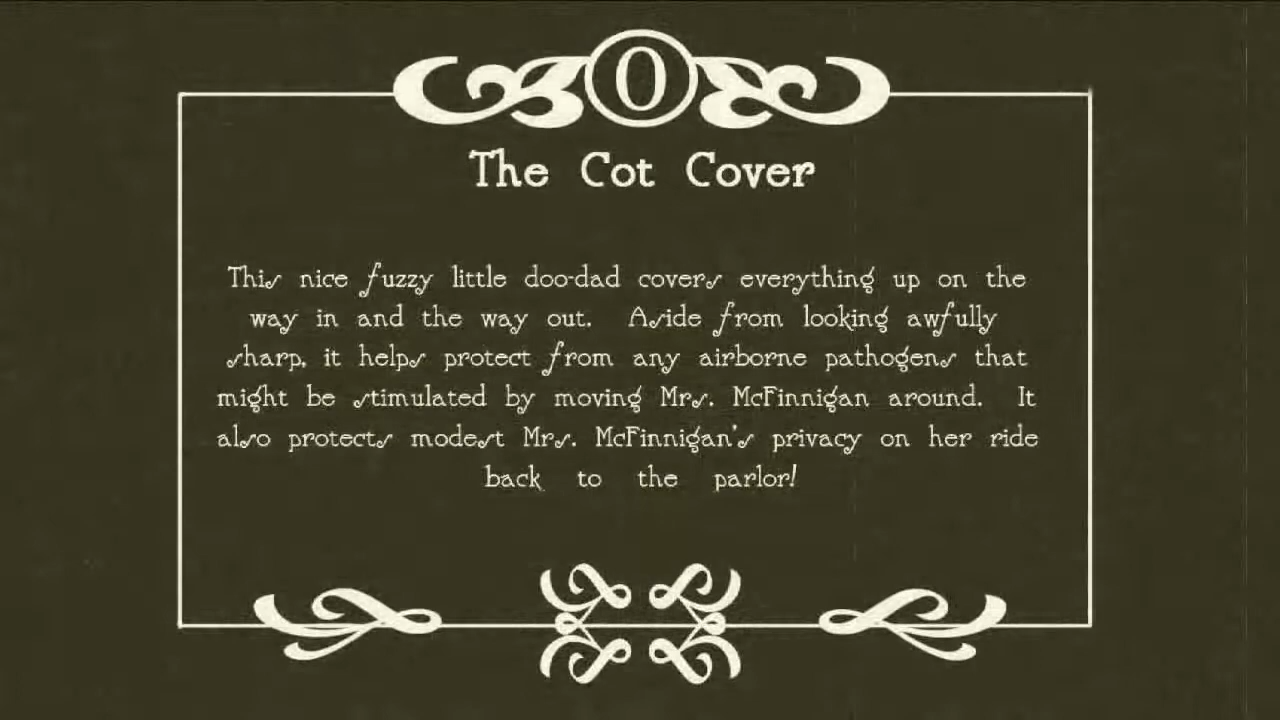 O
The Cot Cover
This nice fuzzy little doo-dad covers everything up on the
way in and the way out. Aside from looking awfully
sharp, it helps protect from any airborne pathogens that
might be stimulated by moving Mrs. McFinnigan around. It
also protects modest Mrs. McFinnigan's privacy on her ride
back to the parlor!